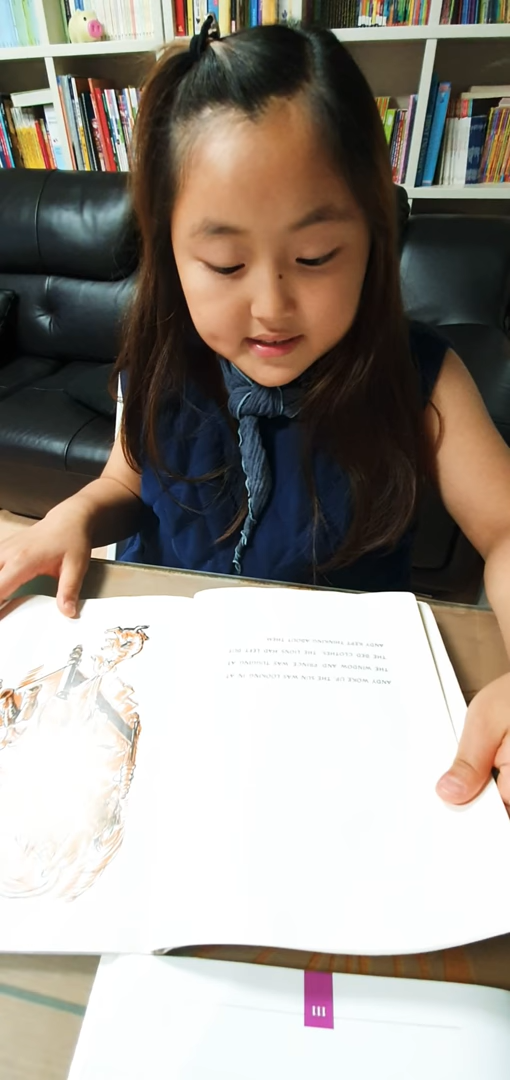 ANDY WOKE UP. THE SUN WAS LOOKING IN AT
THE WINDOW AND PRINCE WAS TUGGING AT
THE BED CLOTHES. THE LIONS HAD LEFT BUT
ANDY KEPT THINKING ABOUT THEM.
III